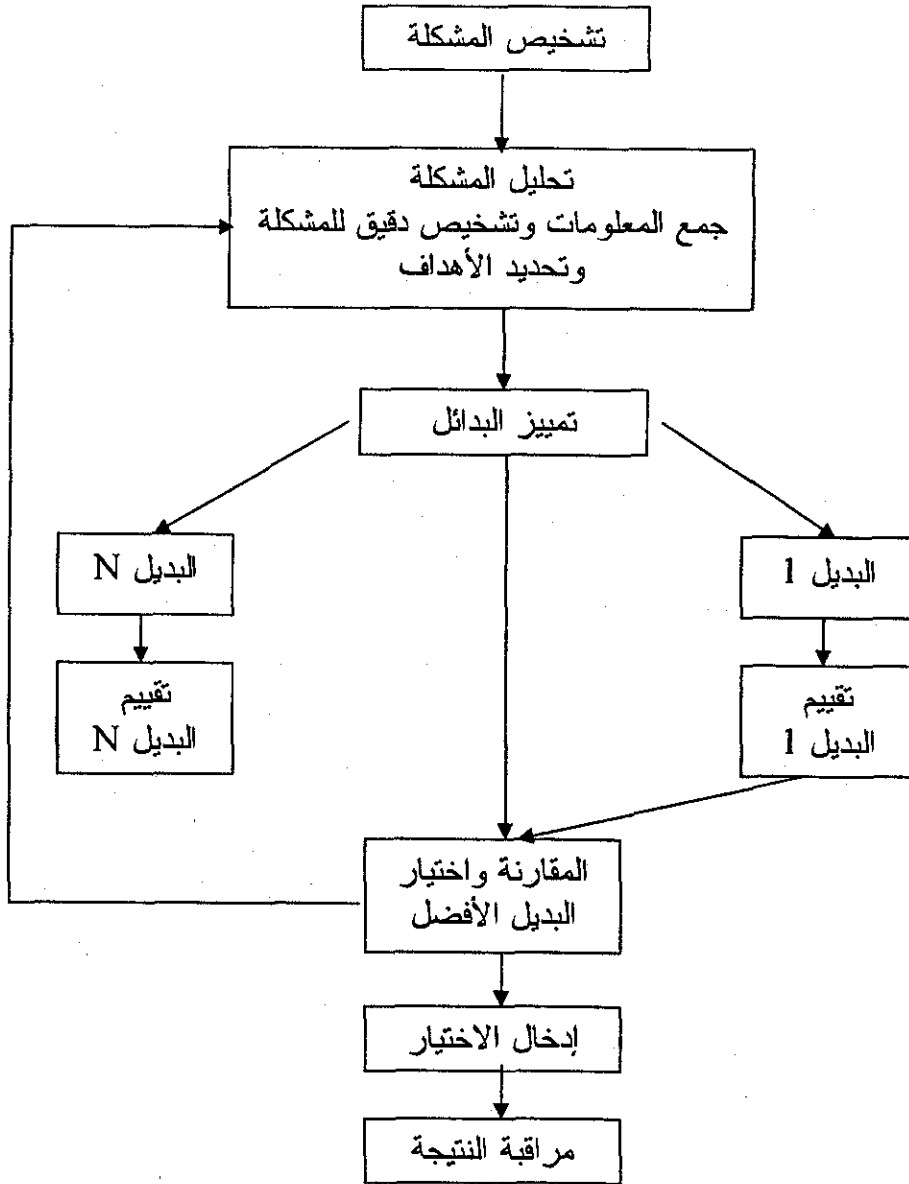 تشخيص المشكلة
تحليل المشكلة
جمع المعلومات وتشخيص دقيق للمشكلة
وتحديد الأهداف
تمييز البدائل
البديل 1
البديل N
تقييم
البديل 1
تقييم
البديل N
المقارنة واختيار
البديل الأفضل
إدخال الاختيار
مراقبة النتيجة